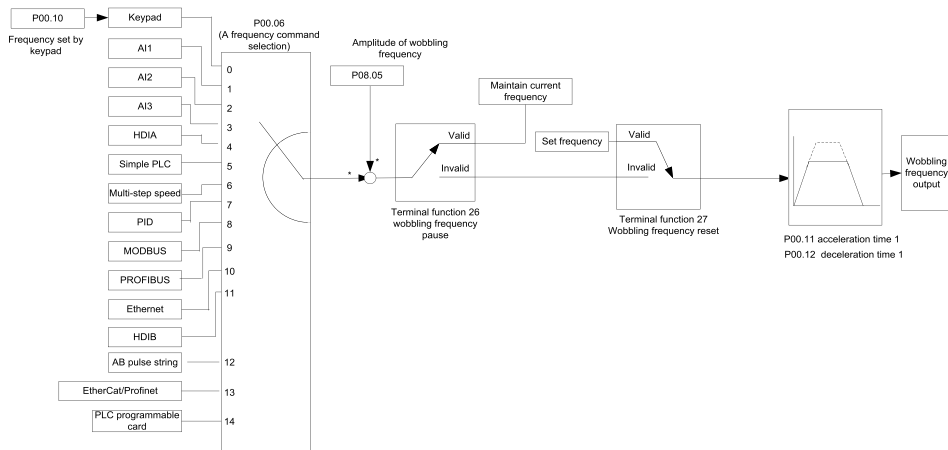 P00.10
Frequency set by
keypad
Keypad
AI1
AI2
AI3
HDIA
Simple PLC
Multi-step speed
PID
MODBUS
PROFIBUS
Ethernet
HDIB
AB pulse string
EtherCat/Profinet
PLC programmable
card
P00.06
(A frequency command
selection)
0
1
2
3
4
5
6
7
8
9
10
11
12
13
14
Amplitude of wobbling
frequency
P08.05
*
*
Maintain current
frequency
Valid
Invalid
Terminal function 26
wobbling frequency
pause
Set frequency
Valid
Invalid
Terminal function 27
Wobbling frequency reset
P00.11 acceleration time 1
P00.12 deceleration time 1
Wobbling
frequency
output